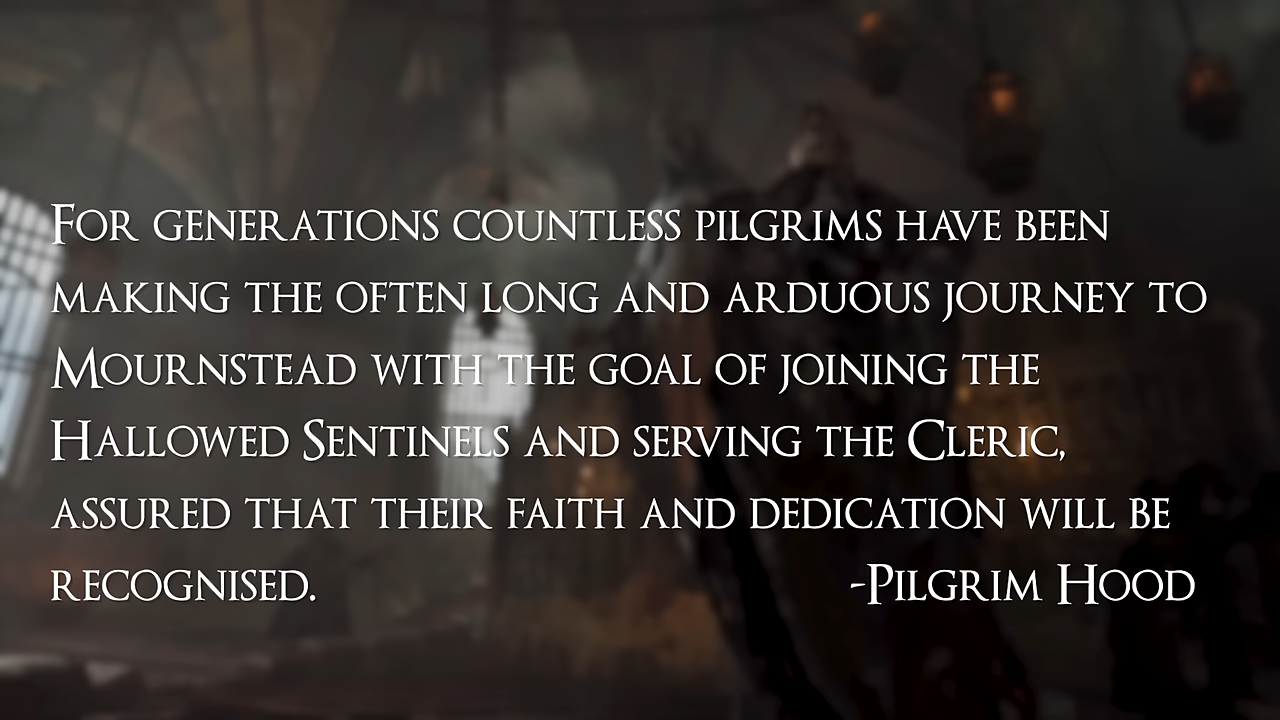 For generations countless pilgrims have been
making the often long and arduous journey to
Mournstead with the goal of joining the
Hallowed Sentinels and serving the Cleric,
assured that their faith and dedication will be
recognised. -Pilgrim Hood